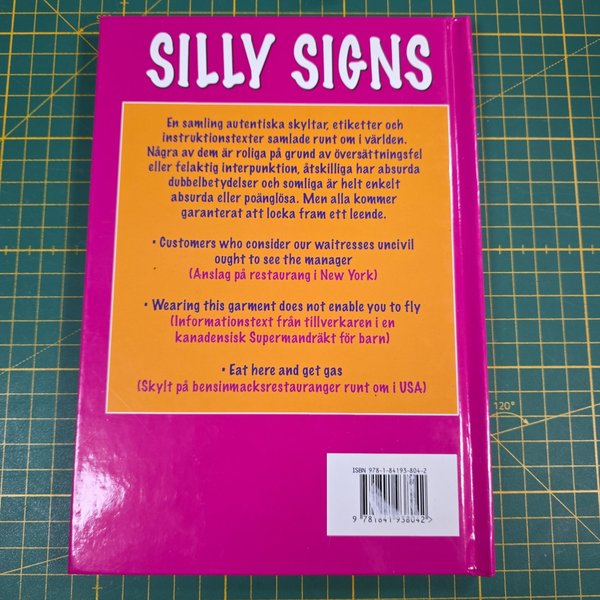 SILLY SIGNS
En samling autentiska skyltar, etiketter och
instruktionstexter samlade runt om i världen.
Några av dem är roliga på grund av översättningsfel
eller felaktig interpunktion, åtskilliga har absurda
dubbelbetydelser och somliga är helt enkelt
absurda eller poänglösa. Men alla kommer
garanterat att locka fram ett leende.
• Customers who consider our waitresses uncivil
ought to see the manager
(Anslag på restaurang i New York)
• Wearing this garment does not enable you to fly
(Informationstext från tillverkaren i en
kanadensisk Supermandräkt för barn)
• Eat here and get gas
(Skylt på bensinmacksrestauranger runt om i USA)
120°
ISBN 978-1-84193-804-2
9 781841 938042>